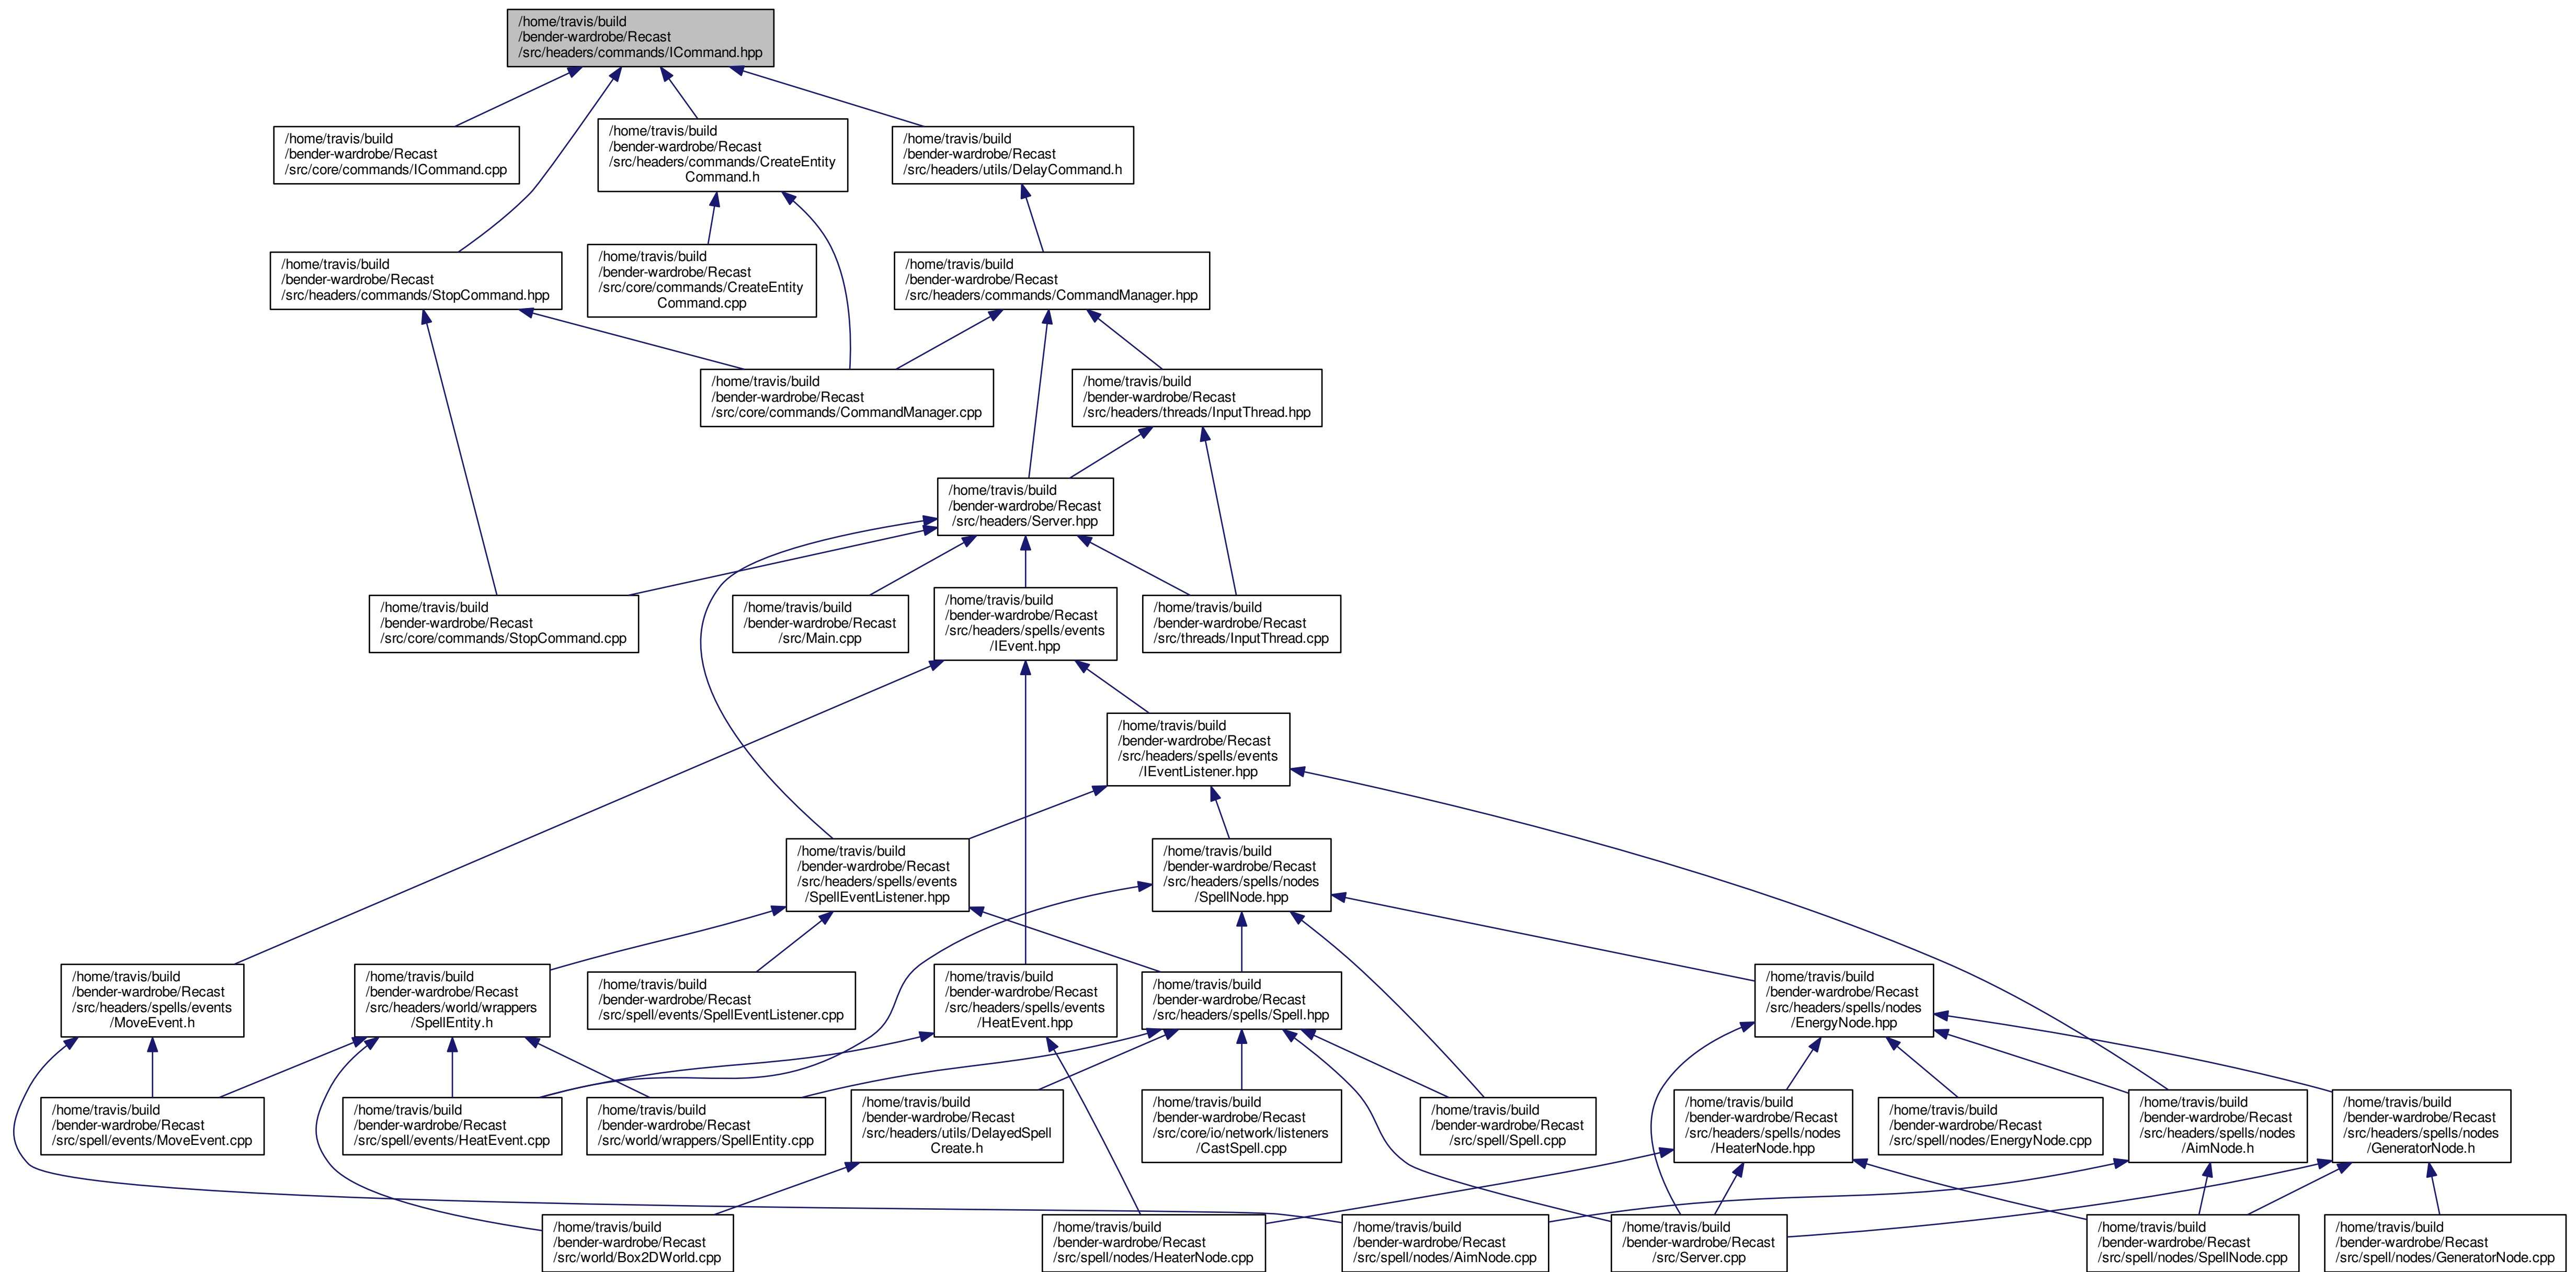 /home/travis/build
/bender-wardrobe/Recast
/src/headers/commands/ICommand.hpp
/home/travis/build
/bender-wardrobe/Recast
/src/core/commands/ICommand.cpp
/home/travis/build
/bender-wardrobe/Recast
/src/headers/commands/CreateEntity
Command.h
/home/travis/build
/bender-wardrobe/Recast
/src/headers/utils/DelayCommand.h
/home/travis/build
/bender-wardrobe/Recast
/src/headers/commands/StopCommand.hpp
/home/travis/build
/bender-wardrobe/Recast
/src/core/commands/CreateEntity
Command.cpp
/home/travis/build
/bender-wardrobe/Recast
/src/headers/commands/CommandManager.hpp
/home/travis/build
/bender-wardrobe/Recast
/src/core/commands/CommandManager.cpp
/home/travis/build
/bender-wardrobe/Recast
/src/headers/threads/InputThread.hpp
/home/travis/build
/bender-wardrobe/Recast
/src/headers/Server.hpp
/home/travis/build
/bender-wardrobe/Recast
/src/core/commands/StopCommand.cpp
/home/travis/build
/bender-wardrobe/Recast
/src/Main.cpp
/home/travis/build
/bender-wardrobe/Recast
/src/headers/spells/events
/IEvent.hpp
/home/travis/build
/bender-wardrobe/Recast
/src/threads/InputThread.cpp
/home/travis/build
/bender-wardrobe/Recast
/src/headers/spells/events
/IEventListener.hpp
/home/travis/build
/bender-wardrobe/Recast
/src/headers/spells/events
/SpellEventListener.hpp
/home/travis/build
/bender-wardrobe/Recast
/src/headers/spells/nodes
/SpellNode.hpp
/home/travis/build
/bender-wardrobe/Recast
/src/headers/spells/events
/MoveEvent.h
/home/travis/build
/bender-wardrobe/Recast
/src/headers/world/wrappers
/SpellEntity.h
/home/travis/build
/bender-wardrobe/Recast
/src/spell/events/SpellEventListener.cpp
/home/travis/build
/bender-wardrobe/Recast
/src/headers/spells/events
/HeatEvent.hpp
/home/travis/build
/bender-wardrobe/Recast
/src/headers/spells/Spell.hpp
/home/travis/build
/bender-wardrobe/Recast
/src/headers/spells/nodes
/EnergyNode.hpp
/home/travis/build
/bender-wardrobe/Recast
/src/spell/events/MoveEvent.cpp
/home/travis/build
/bender-wardrobe/Recast
/src/spell/events/HeatEvent.cpp
/home/travis/build
/bender-wardrobe/Recast
/src/world/wrappers/SpellEntity.cpp
/home/travis/build
/bender-wardrobe/Recast
/src/headers/utils/DelayedSpell
Create.h
/home/travis/build
/bender-wardrobe/Recast
/src/core/io/network/listeners
/CastSpell.cpp
/home/travis/build
/bender-wardrobe/Recast
/src/spell/Spell.cpp
/home/travis/build
/bender-wardrobe/Recast
/src/headers/spells/nodes
/HeaterNode.hpp
/home/travis/build
/bender-wardrobe/Recast
/src/spell/nodes/EnergyNode.cpp
/home/travis/build
/bender-wardrobe/Recast
/src/headers/spells/nodes
/AimNode.h
/home/travis/build
/bender-wardrobe/Recast
/src/headers/spells/nodes
/GeneratorNode.h
/home/travis/build
/bender-wardrobe/Recast
/src/world/Box2DWorld.cpp
/home/travis/build
/bender-wardrobe/Recast
/src/spell/nodes/HeaterNode.cpp
/home/travis/build
/bender-wardrobe/Recast
/src/spell/nodes/AimNode.cpp
/home/travis/build
/bender-wardrobe/Recast
/src/Server.cpp
/home/travis/build
/bender-wardrobe/Recast
/src/spell/nodes/SpellNode.cpp
/home/travis/build
/bender-wardrobe/Recast
/src/spell/nodes/GeneratorNode.cpp